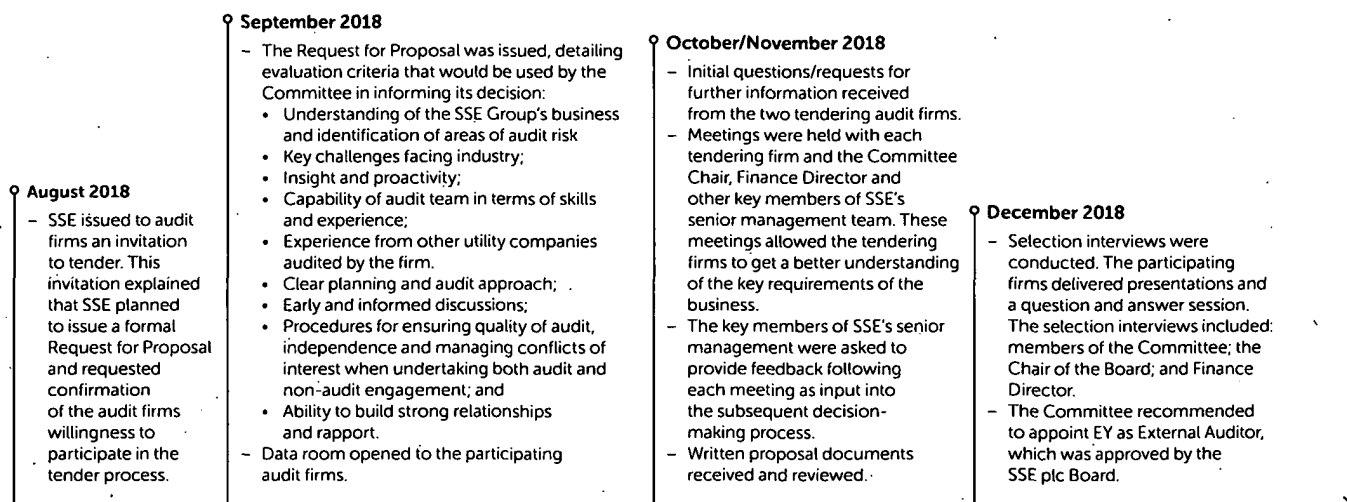 August 2018
– SSE issued to audit
firms an invitation
to tender. This
invitation explained
that SSE planned
to issue a formal
Request for Proposal
and requested
confirmation
of the audit firms
willingness to
participate in the
tender process.
September 2018
– The Request for Proposal was issued, detailing
evaluation criteria that would be used by the
Committee in informing its decision:
• Understanding of the SSE Group's business
and identification of areas of audit risk
• Key challenges facing industry;
• Insight and proactivity;
• Capability of audit team in terms of skills
and experience;
• Experience from other utility companies
audited by the firm.
• Clear planning and audit approach;
• Early and informed discussions;
• Procedures for ensuring quality of audit,
independence and managing conflicts of
interest when undertaking both audit and
non-audit engagement; and
• Ability to build strong relationships
and rapport.
– Data room opened to the participating
audit firms.
October/November 2018
– Initial questions/requests for
further information received
from the two tendering audit firms.
– Meetings were held with each
tendering firm and the Committee
Chair, Finance Director and
other key members of SSE's
senior management team. These
meetings allowed the tendering
firms to get a better understanding
of the key requirements of the
business.
– The key members of SSE's senior
management were asked to
provide feedback following
each meeting as input into
the subsequent decision-
making process.
– Written proposal documents
received and reviewed.
December 2018
– Selection interviews were
conducted. The participating
firms delivered presentations and
a question and answer session.
The selection interviews included:
members of the Committee; the
Chair of the Board; and Finance
Director.
– The Committee recommended
to appoint EY as External Auditor,
which was approved by the
SSE plc Board.